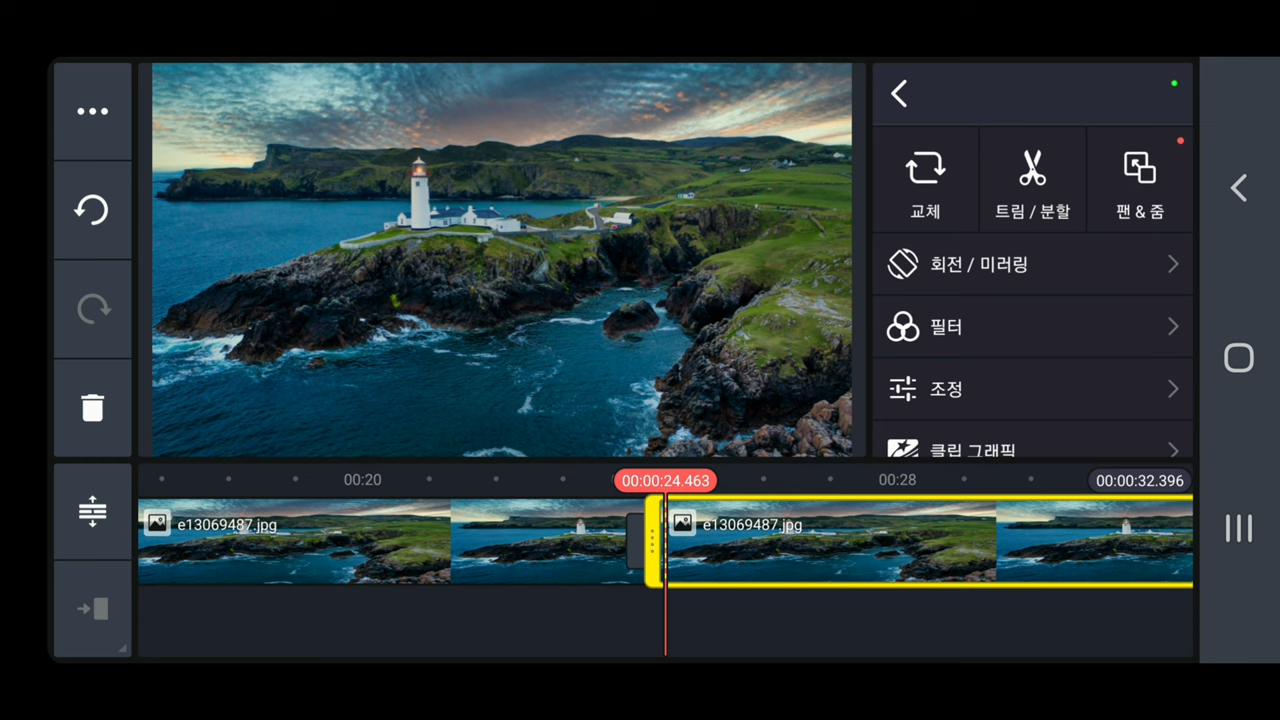 교체
트림 / 분할
팬 & 줌
회전 / 미러링
필터
조정
클립 그래픽
00:20
00:00:24.463
00:28
00:00:32.396
e13069487.jpg
e13069487.jpg